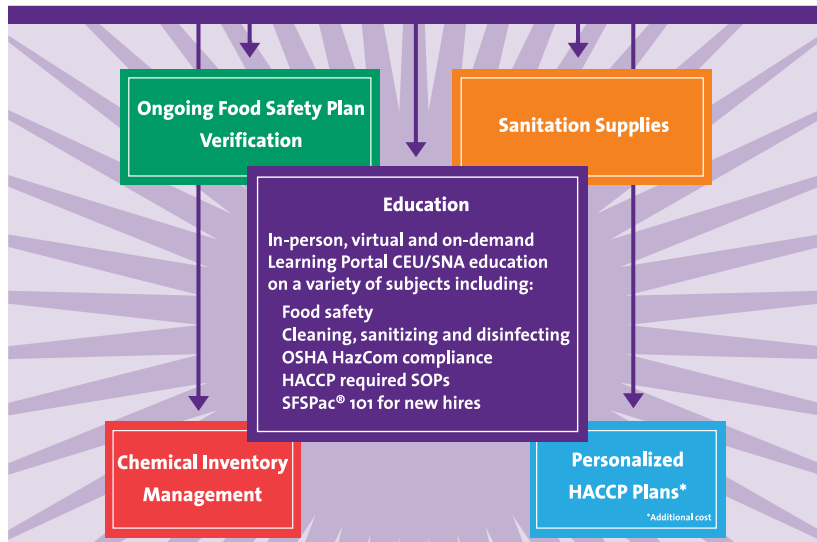 Ongoing Food Safety Plan
Verification
Sanitation Supplies
Education
In-person, virtual and on-demand
Learning Portal CEU/SNA education
on a variety of subjects including:
Food safety
Cleaning, sanitizing and disinfecting
OSHA HazCom compliance
HACCP required SOPs
SFSPac® 101 for new hires
Chemical Inventory
Management
Personalized
HACCP Plans*
*Additional cost